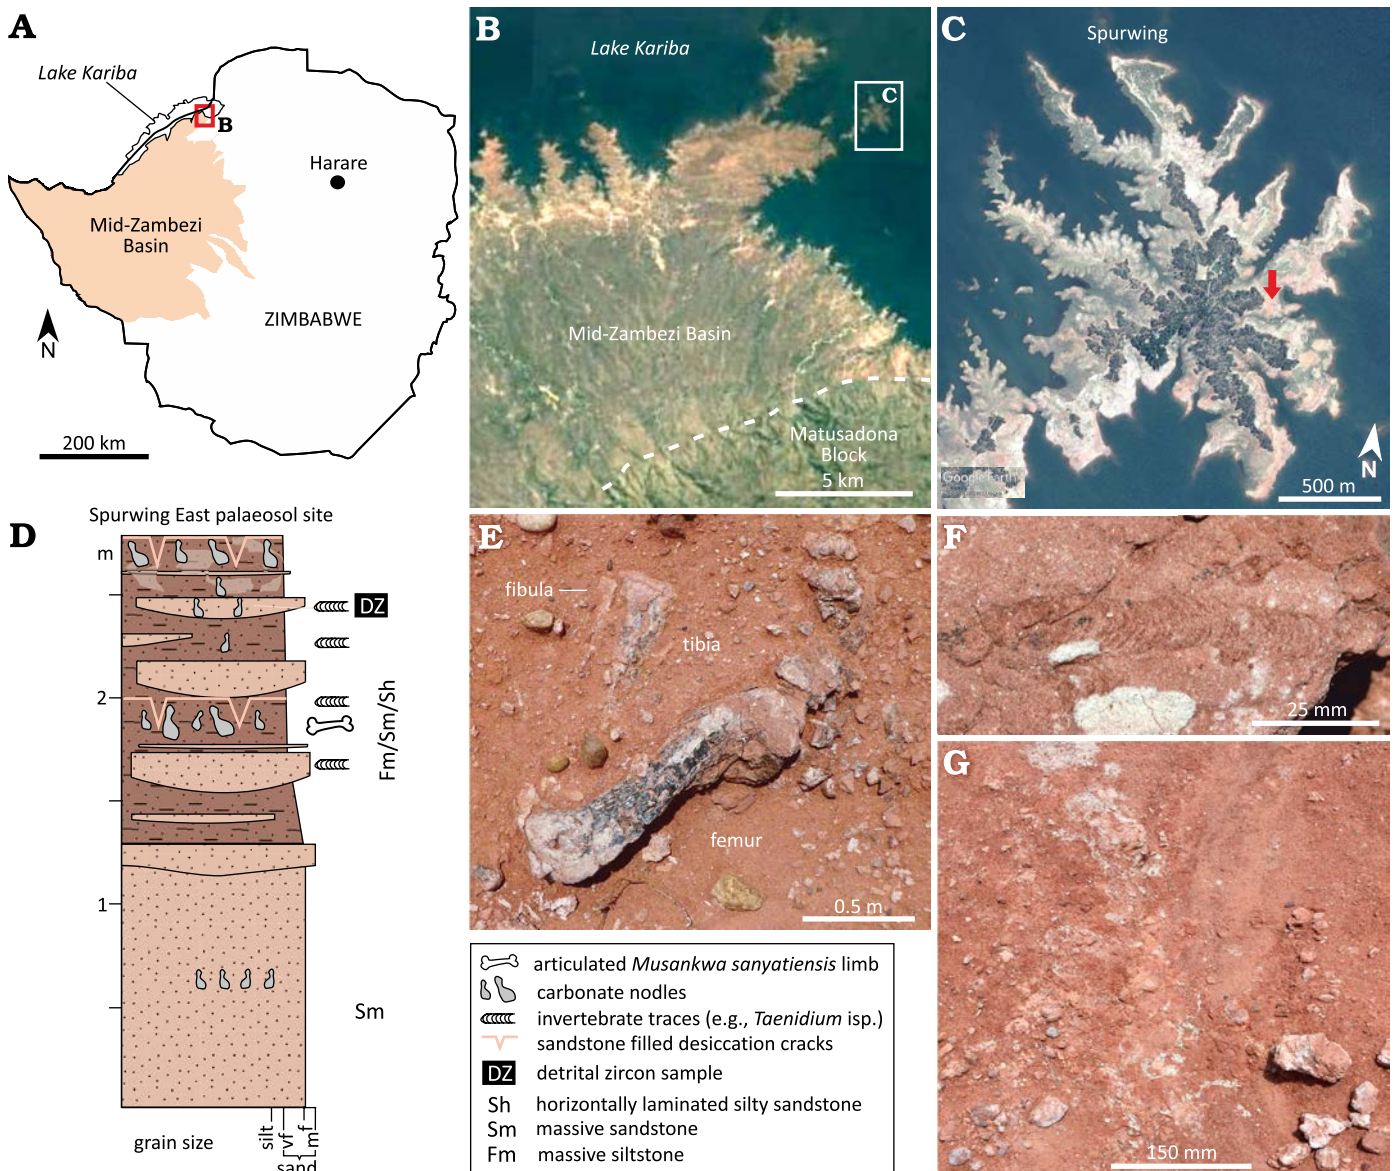 A
Lake Kariba
B
Harare
Mid-Zambezi
Basin
ZIMBABWE
N
200 km
B
Lake Kariba
C
Mid-Zambezi Basin
Matusadona
Block
5 km
C
Spurwing
N
Google Earth
500 m
D
Spurwing East palaeosol site
m
DZ
2
Fm/Sm/Sh
1
Sm
grain size
silt
vf
f
m
sand
E
fibula
tibia
femur
0.5 m
articulated Musankwa sanyatiensis limb
carbonate nodles
invertebrate traces (e.g., Taenidium isp.)
sandstone filled desiccation cracks
DZ detrital zircon sample
Sh horizontally laminated silty sandstone
Sm massive sandstone
Fm massive siltstone
F
25 mm
G
150 mm